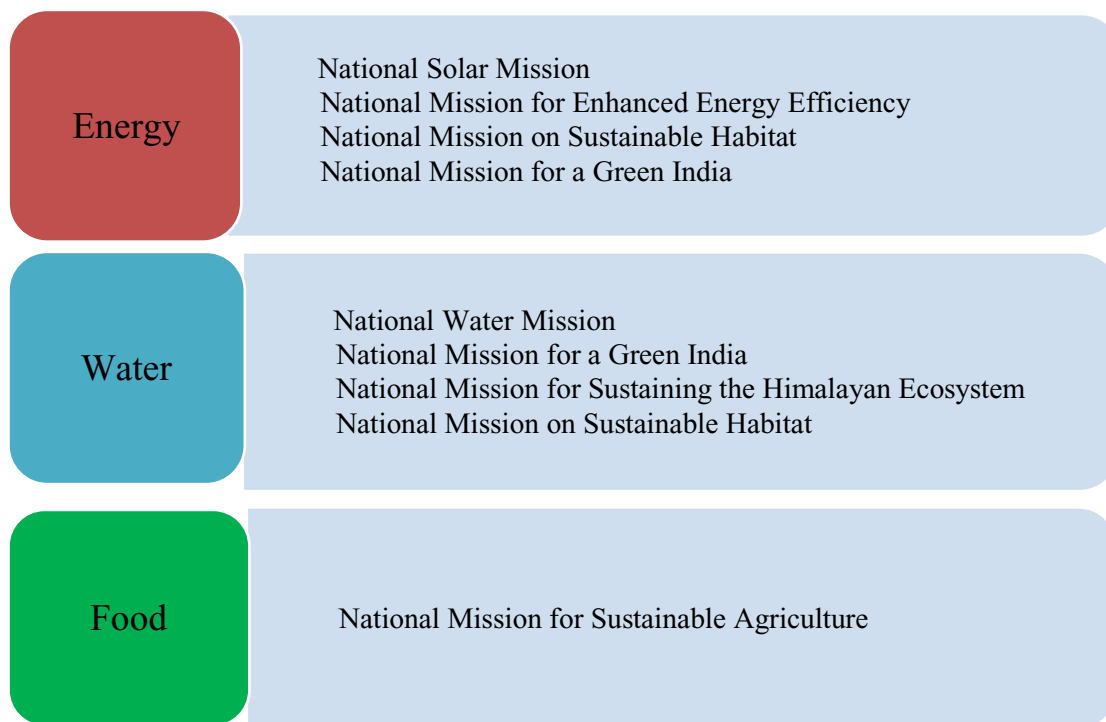 Energy
National Solar Mission
National Mission for Enhanced Energy Efficiency
National Mission on Sustainable Habitat
National Mission for a Green India
Water
National Water Mission
National Mission for a Green India
National Mission for Sustaining the Himalayan Ecosystem
National Mission on Sustainable Habitat
Food
National Mission for Sustainable Agriculture